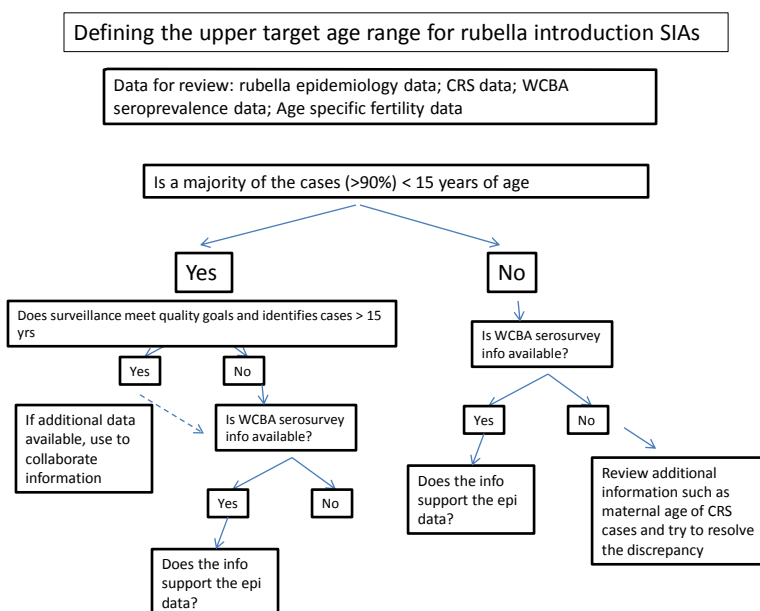 Defining the upper target age range for rubella introduction SIAs
Data for review: rubella epidemiology data; CRS data; WCBA
seroprevalence data; Age specific fertility data
Is a majority of the cases (>90%) < 15 years of age
Yes
No
Does surveillance meet quality goals and identifies cases > 15
yrs
Yes
No
If additional data
available, use to
collaborate
information
Is WCBA serosurvey
info available?
Yes
No
Does the info
support the epi
data?
Is WCBA serosurvey
info available?
Yes
No
Does the info
support the epi
data?
Review additional
information such as
maternal age of CRS
cases and try to resolve
the discrepancy